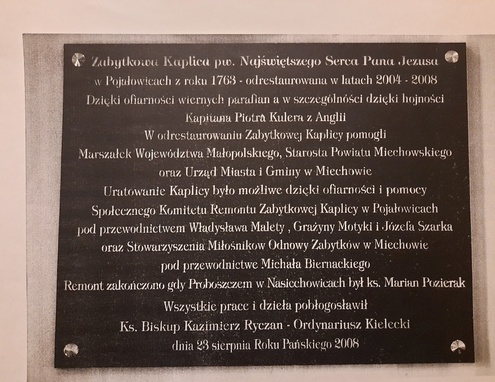 Zabytkowa Kaplica pw. Najświętszego Serca Pana Jezusa
w Pojałowicach z roku 1763 - odrestaurowana w latach 2004 - 2008
Dzięki ofiarności wiernych parafian a w szczególności dzięki hojności
Kapitana Piotra Kulera z Anglii
W odrestaurowaniu Zabytkowej Kaplicy pomogli
Marszałek Województwa Małopolskiego, Starosta Powiatu Miechowskiego
oraz Urząd Miasta i Gminy w Miechowie
Uratowanie Kaplicy było możliwe dzięki ofiarności i pomocy
Społecznego Komitetu Remontu Zabytkowej Kaplicy w Pojałowicach
pod przewodnictwem Władysława Malety , Grażyny Motyki i Józefa Szarka
oraz Stowarzyszenia Miłośnikow Odnowy Zabytków w Miechowie
pod przewodnictwe Michała Biernackiego
Remont zakończono gdy Proboszczem w Nasiechowicach był ks. Marian Pozierak
Wszystkie prace i dzieła pobłogosławił
Ks. Biskup Kazimierz Ryczan - Ordynariusz Kielecki
dnia 23 sierpnia Roku Pańskiego 2008